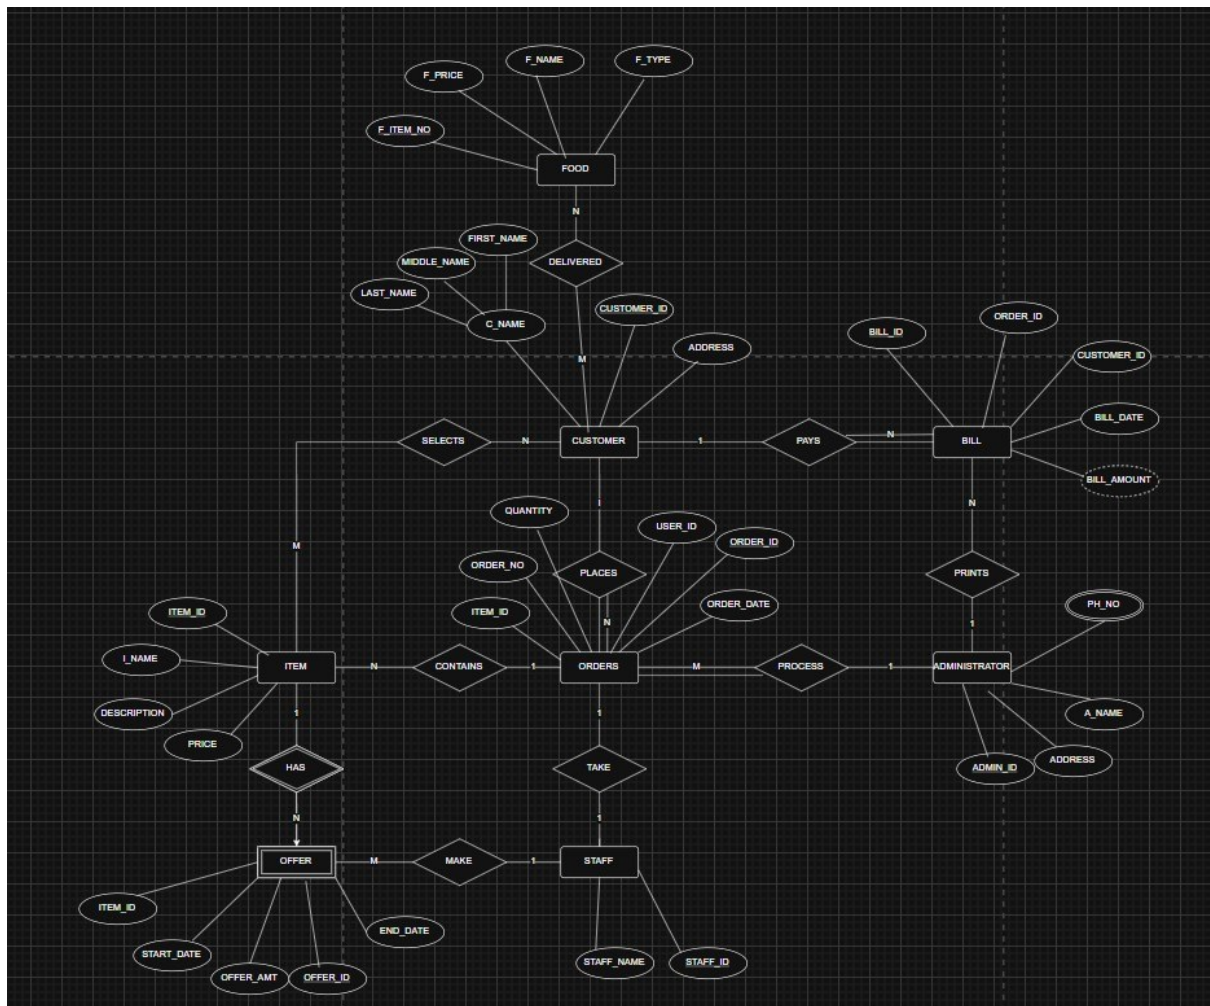 F_NAME
F_TYPE
F_PRICE
F_ITEM_NO
FOOD
N
FIRST_NAME
MIDDLE_NAME
DELIVERED
LAST_NAME
CUSTOMER_ID
C_NAME
ORDER_ID
BILL_ID
ADDRESS
M
CUSTOMER_ID
BILL_DATE
SELECTS
N
CUSTOMER
1
PAYS
N
BILL
BILL_AMOUNT
I
N
QUANTITY
USER_ID
ORDER_ID
M
ORDER_NO
PLACES
PRINTS
ORDER_DATE
PH_NO
ITEM_ID
ITEM_ID
N
1
I_NAME
ITEM
N
CONTAINS
1
ORDERS
M
PROCESS
1
ADMINISTRATOR
DESCRIPTION
1
1
A_NAME
PRICE
HAS
TAKE
ADMIN_ID
ADDRESS
N
1
OFFER
M
MAKE
1
STAFF
ITEM_ID
END_DATE
START_DATE
STAFF_NAME
STAFF_ID
OFFER_AMT
OFFER_ID